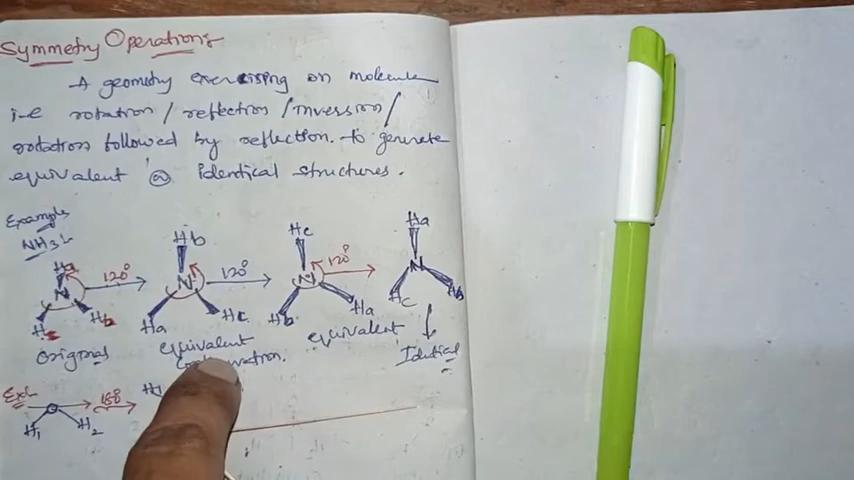 Symmetry Operations
A geometry exercising on molecule
i-e rotation / reflection / inversion /
rotation followed by reflection. to generate
equivalent (or) identical structures.
Example
NH3
Ha Hb Hc Ha
120° 120° 120°
N N N N
Hc Hb Ha Hc Hb Ha Hc Hb
Original equivalent equivalent Identical
Ex:- 180° H1
H1 H2